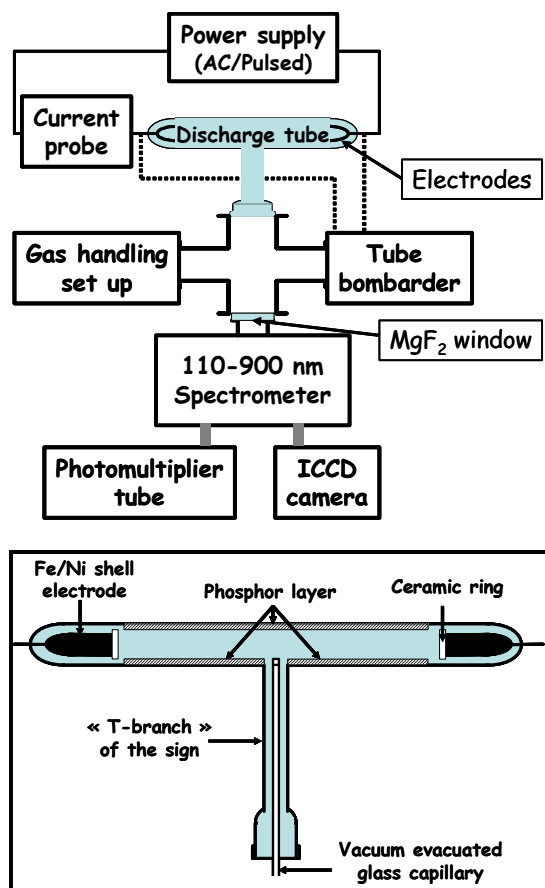 Power supply
(AC/Pulsed)
Current
probe
Discharge tube
Electrodes
Gas handling
set up
Tube
bombarder
MgF₂ window
110-900 nm
Spectrometer
Photomultiplier
tube
ICCD
camera
Fe/Ni shell
electrode
Phosphor layer
Ceramic ring
« T-branch »
of the sign
Vacuum evacuated
glass capillary